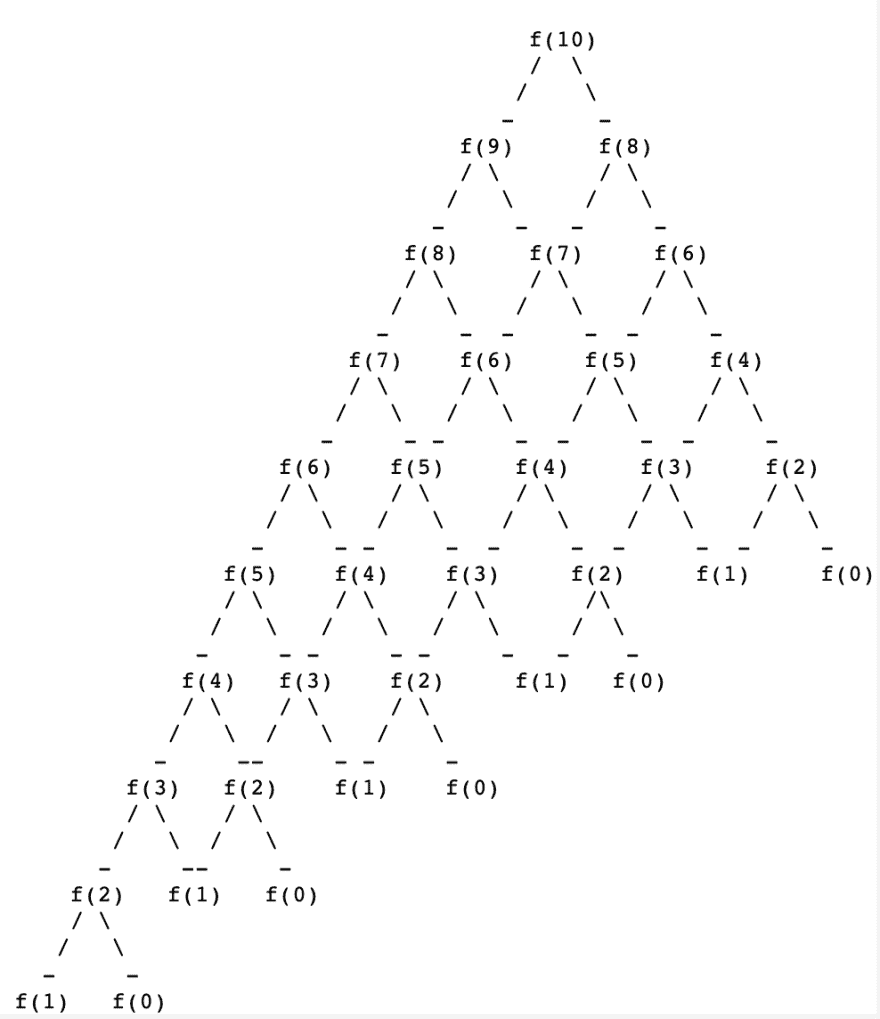 f(10)
/ \
/ \
- -
f(9) f(8)
/ \ / \
/ \ / \
- - - -
f(8) f(7) f(6)
/ \ / \ / \
/ \ / \ / \
- - - - - -
f(7) f(6) f(5) f(4)
/ \ / \ / \ / \
/ \ / \ / \ / \
- - - - - - - -
f(6) f(5) f(4) f(3) f(2)
/ \ / \ / \ / \ / \
/ \ / \ / \ / \ / \
- - - - - - - - - -
f(5) f(4) f(3) f(2) f(1) f(0)
/ \ / \ / \ /\
/ \ / \ / \ / \
- - - - - - - -
f(4) f(3) f(2) f(1) f(0)
/ \ / \ / \
/ \ / \ / \
- -- - - -
f(3) f(2) f(1) f(0)
/ \ / \
/ \ / \
- -- -
f(2) f(1) f(0)
/ \
/ \
- -
f(1) f(0)